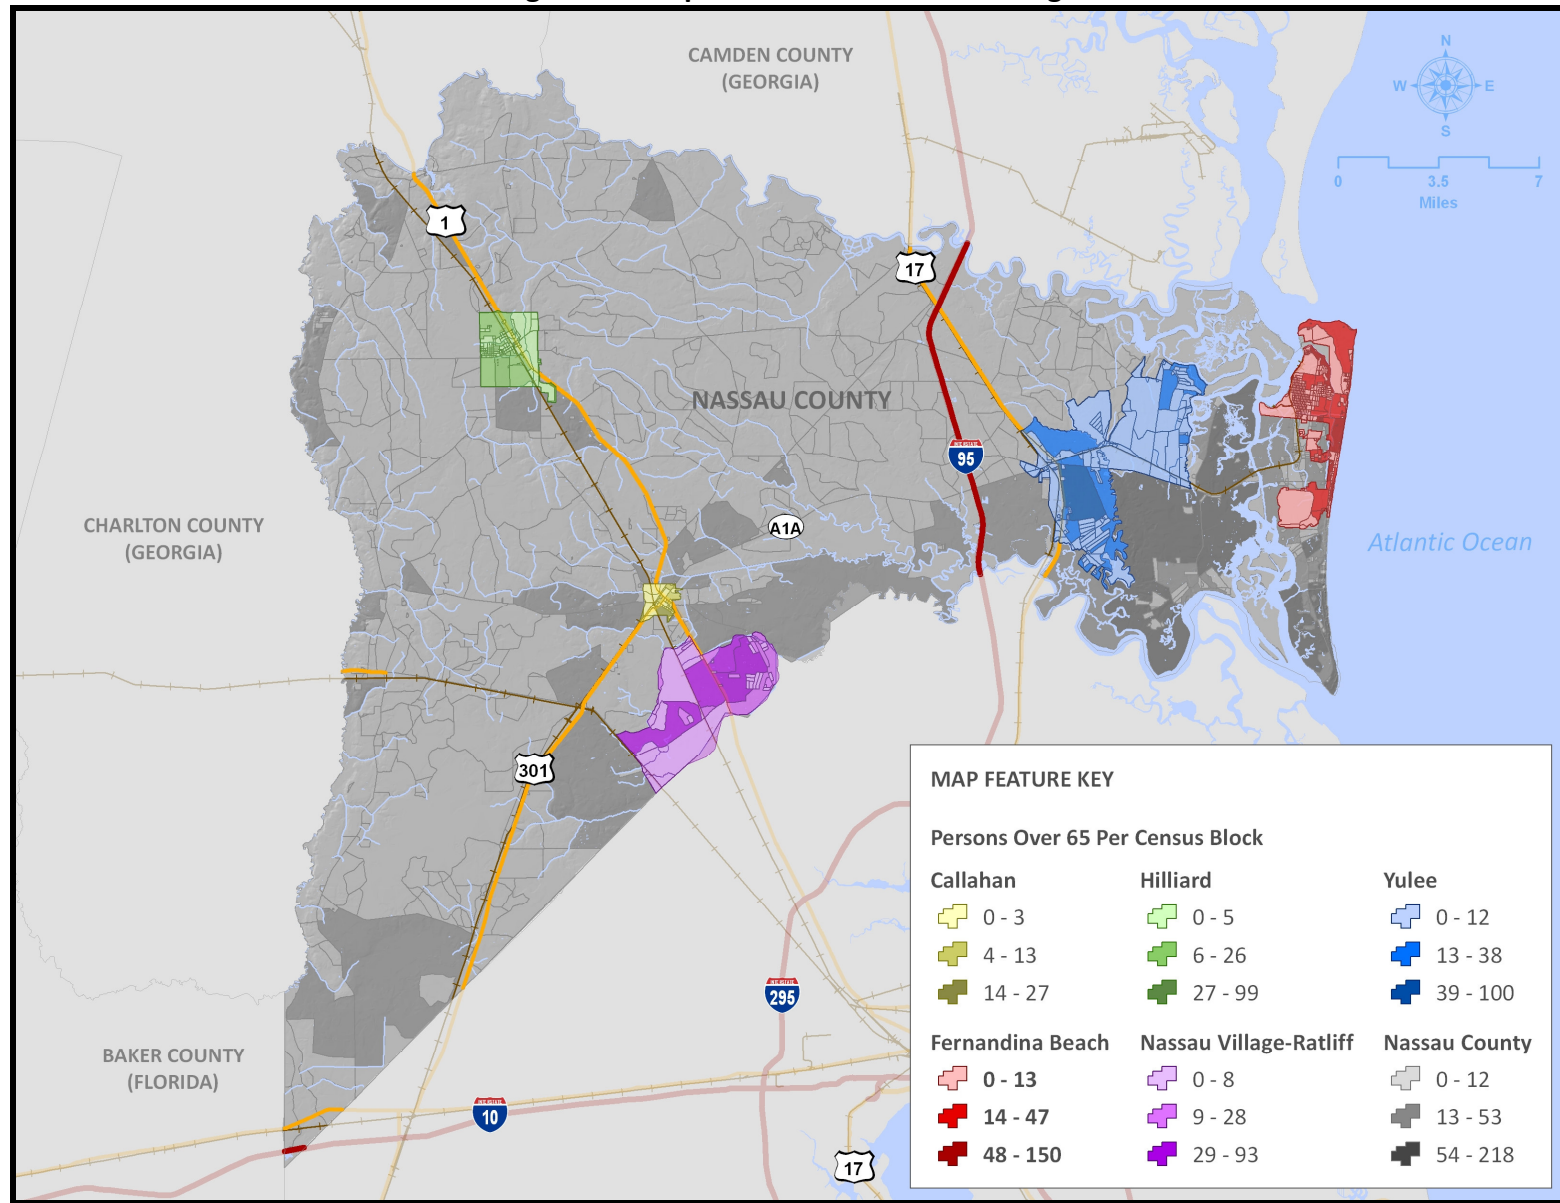 CAMDEN COUNTY
(GEORGIA)
N
W E
S
0 3.5 7
Miles
1
17
NASSAU COUNTY
95
CHARLTON COUNTY
(GEORGIA)
A1A
Atlantic Ocean
301
295
BAKER COUNTY
(FLORIDA)
10
17
MAP FEATURE KEY
Persons Over 65 Per Census Block
Callahan Hilliard Yulee
0 - 3 0 - 5 0 - 12
4 - 13 6 - 26 13 - 38
14 - 27 27 - 99 39 - 100
Fernandina Beach Nassau Village-Ratliff Nassau County
0 - 13 0 - 8 0 - 12
14 - 47 9 - 28 13 - 53
48 - 150 29 - 93 54 - 218